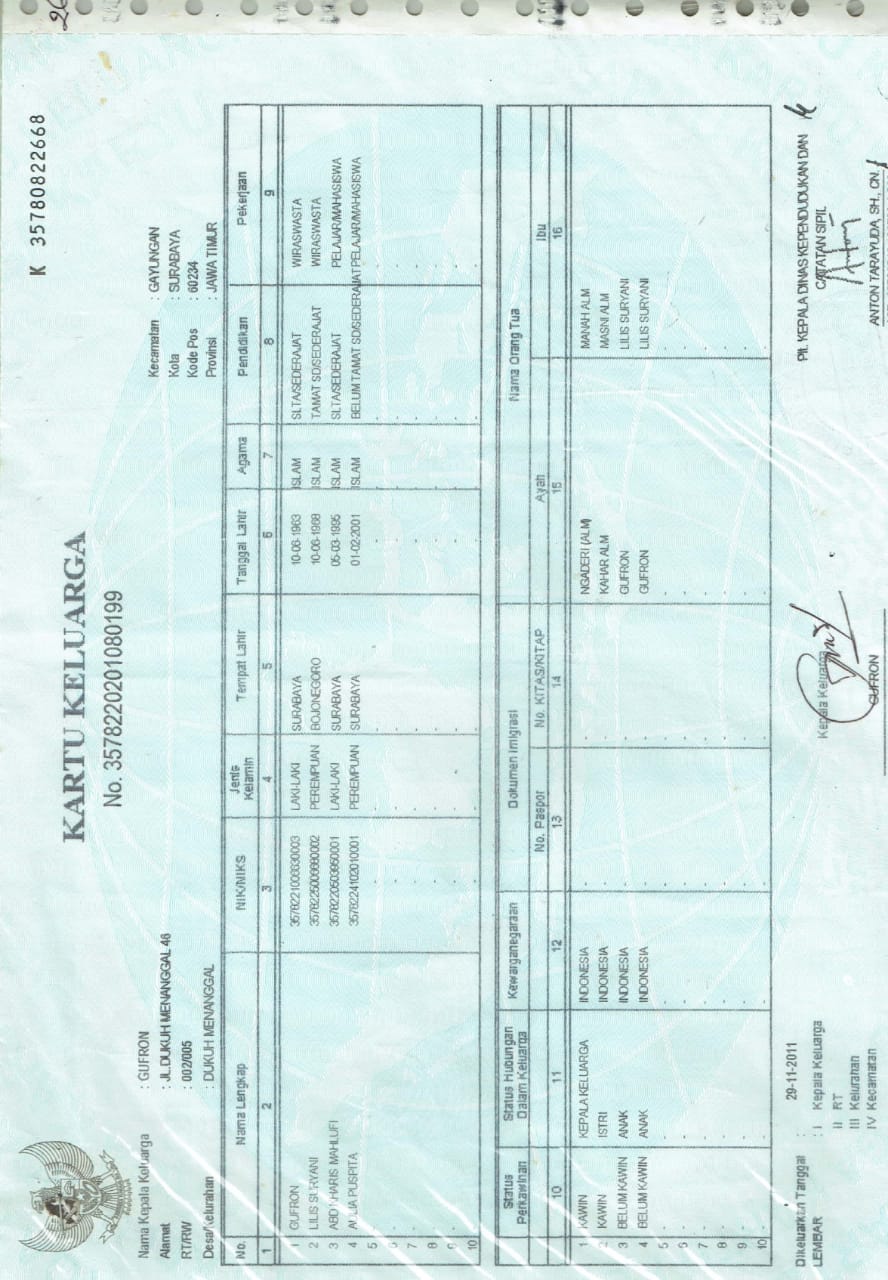 K 35780822668
KARTU KELUARGA
No. 3578220201080199
Nama Kepala Keluarga : GUFRON
Alamat : JL.DUKUH MENANGGAL 46
RT/RW : 002/005
Desa/Kelurahan : DUKUH MENANGGAL
Kecamatan : GAYUNGAN
Kota : SURABAYA
Kode Pos : 60234
Provinsi : JAWA TIMUR
No. Nama Lengkap NIK/NIKS Jenis Kelamin Tempat Lahir Tanggal Lahir Agama Pendidikan Pekerjaan
1 2 3 4 5 6 7 8 9
1 GUFRON 3578221006630003 LAKI-LAKI SURABAYA 10-06-1963 ISLAM SLTA/SEDERAJAT WIRASWASTA
2 LILIS SURYANI 3578225006680002 PEREMPUAN BOJONEGORO 10-06-1968 ISLAM TAMAT SD/SEDERAJAT WIRASWASTA
3 HARIS MAHLUFI 3578220503950001 LAKI-LAKI SURABAYA 05-03-1995 ISLAM SLTA/SEDERAJAT PELAJAR/MAHASISWA
4 AULIA PUSPITA 3578224102010001 PEREMPUAN SURABAYA 01-02-2001 ISLAM BELUM TAMAT SD/SEDERAJAT PELAJAR/MAHASISWA
5 - - - - - - -
6 - - - - - - -
7 - - - - - - -
8 - - - - - - -
9 - - - - - - -
10 - - - - - - -
Status Perkawinan Status Hubungan Dalam Keluarga Kewarganegaraan Dokumen Imigrasi Nama Orang Tua
No. Paspor No. KITAS/KITAP Ayah Ibu
10 11 12 13 14 15 16
1 KAWIN KEPALA KELUARGA INDONESIA - - NGADERI (ALM) MANAH ALM
2 KAWIN ISTRI INDONESIA - - KAHAR ALM MASNI ALM
3 BELUM KAWIN ANAK INDONESIA - - GUFRON LILIS SURYANI
4 BELUM KAWIN ANAK INDONESIA - - GUFRON LILIS SURYANI
5 - - - - - - -
6 - - - - - - -
7 - - - - - - -
8 - - - - - - -
9 - - - - - - -
10 - - - - - - -
Dikeluarkan Tanggal 29-11-2011
LEMBAR : I Kepala Keluarga
II RT
III Kelurahan
IV Kecamatan
Kepala Keluarga
GUFRON
Plt. KEPALA DINAS KEPENDUDUKAN DAN
CATATAN SIPIL
ANTON TARAYUDA, SH., CN.